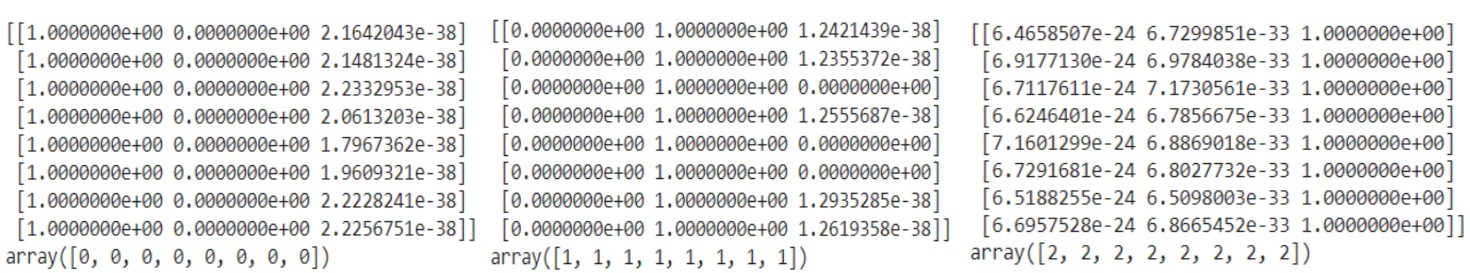 [[1.0000000e+00 0.0000000e+00 2.1642043e-38]
[1.0000000e+00 0.0000000e+00 2.1481324e-38]
[1.0000000e+00 0.0000000e+00 2.2332953e-38]
[1.0000000e+00 0.0000000e+00 2.0613203e-38]
[1.0000000e+00 0.0000000e+00 1.7967362e-38]
[1.0000000e+00 0.0000000e+00 1.9609321e-38]
[1.0000000e+00 0.0000000e+00 2.2228241e-38]
[1.0000000e+00 0.0000000e+00 2.2256751e-38]]
array([0, 0, 0, 0, 0, 0, 0, 0])
[[0.0000000e+00 1.0000000e+00 1.2421439e-38]
[0.0000000e+00 1.0000000e+00 1.2355372e-38]
[0.0000000e+00 1.0000000e+00 0.0000000e+00]
[0.0000000e+00 1.0000000e+00 1.2555687e-38]
[0.0000000e+00 1.0000000e+00 0.0000000e+00]
[0.0000000e+00 1.0000000e+00 0.0000000e+00]
[0.0000000e+00 1.0000000e+00 1.2935285e-38]
[0.0000000e+00 1.0000000e+00 1.2619358e-38]]
array([1, 1, 1, 1, 1, 1, 1, 1])
[[6.4658507e-24 6.7299851e-33 1.0000000e+00]
[6.9177130e-24 6.9784038e-33 1.0000000e+00]
[6.7117611e-24 7.1730561e-33 1.0000000e+00]
[6.6246401e-24 6.7856675e-33 1.0000000e+00]
[7.1601299e-24 6.8869018e-33 1.0000000e+00]
[6.7291681e-24 6.8027732e-33 1.0000000e+00]
[6.5188255e-24 6.5098003e-33 1.0000000e+00]
[6.6957528e-24 6.8665452e-33 1.0000000e+00]]
array([2, 2, 2, 2, 2, 2, 2, 2])